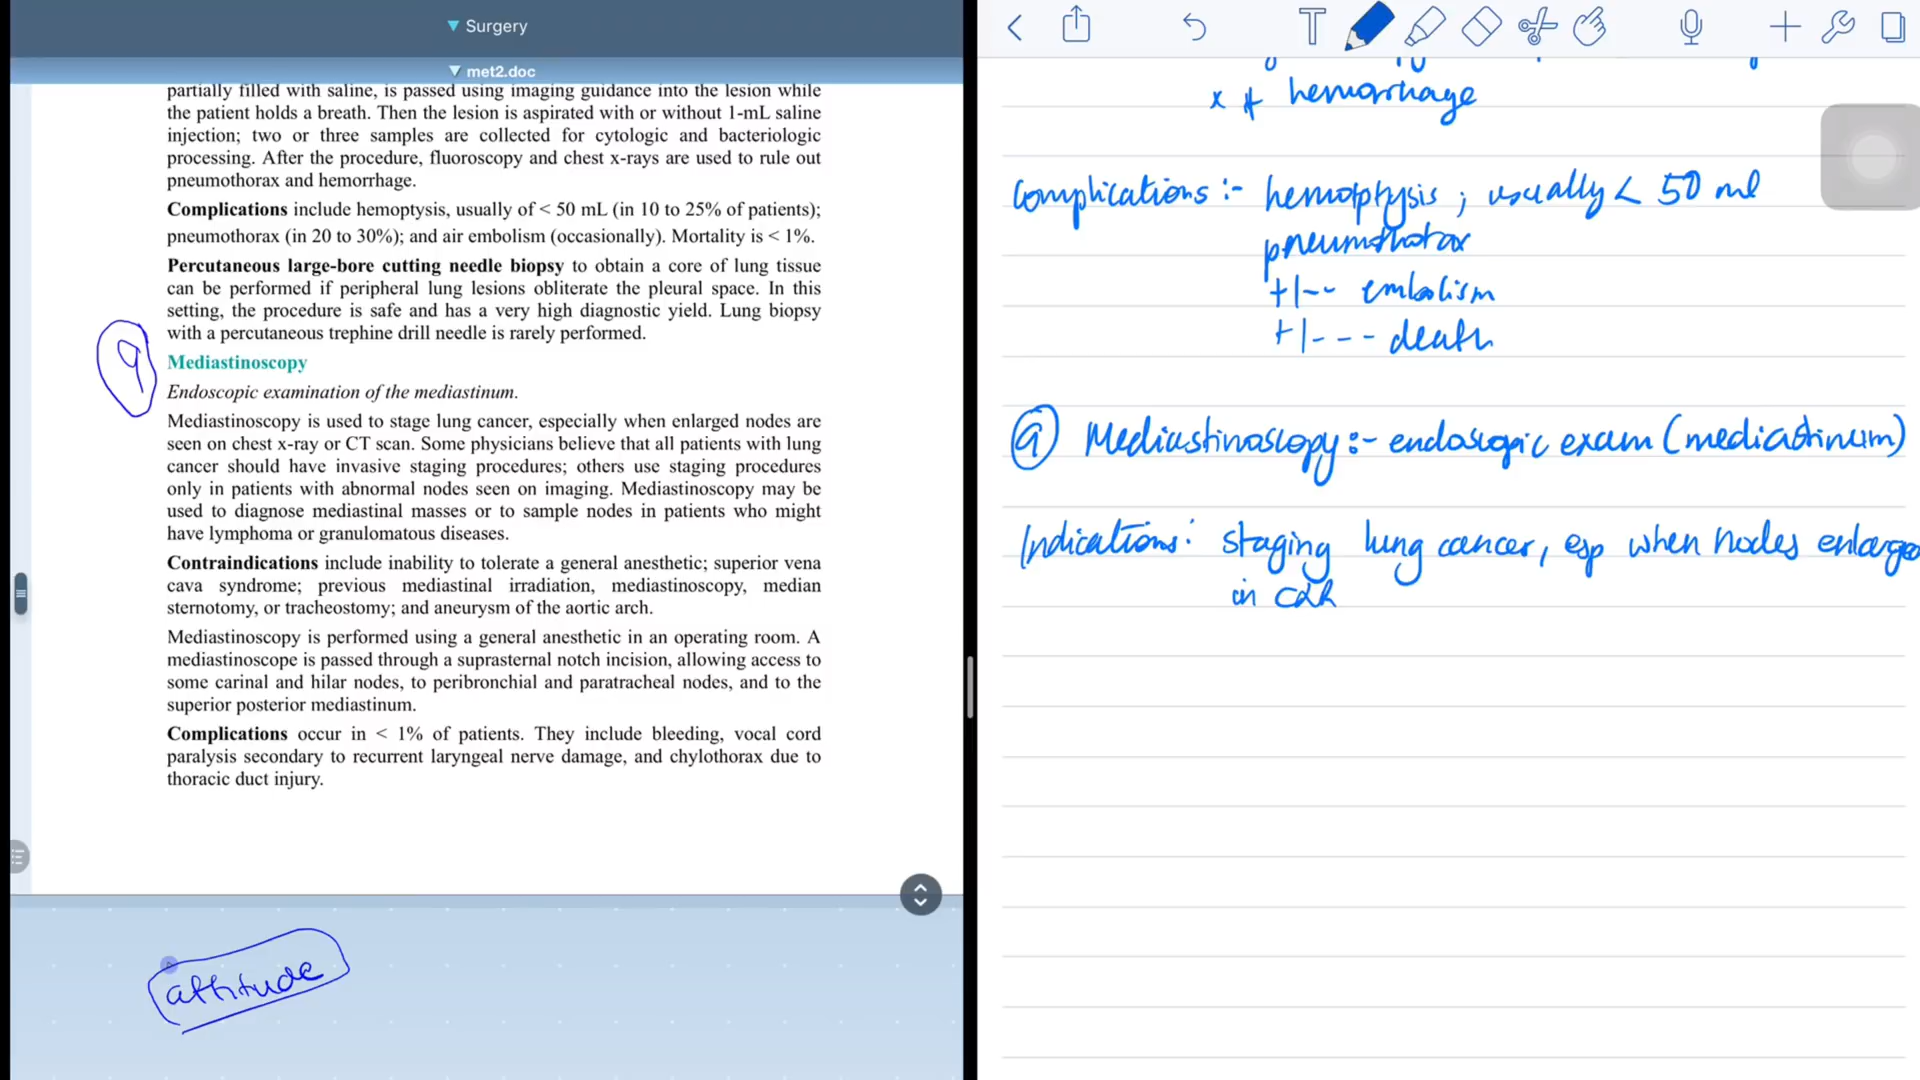 Surgery
met2.doc
partially filled with saline, is passed using imaging guidance into the lesion while
the patient holds a breath. Then the lesion is aspirated with or without 1-mL saline
injection; two or three samples are collected for cytologic and bacteriologic
processing. After the procedure, fluoroscopy and chest x-rays are used to rule out
pneumothorax and hemorrhage.
Complications include hemoptysis, usually of < 50 mL (in 10 to 25% of patients);
pneumothorax (in 20 to 30%); and air embolism (occasionally). Mortality is < 1%.
Percutaneous large-bore cutting needle biopsy to obtain a core of lung tissue
can be performed if peripheral lung lesions obliterate the pleural space. In this
setting, the procedure is safe and has a very high diagnostic yield. Lung biopsy
with a percutaneous trephine drill needle is rarely performed.
9
Mediastinoscopy
Endoscopic examination of the mediastinum.
Mediastinoscopy is used to stage lung cancer, especially when enlarged nodes are
seen on chest x-ray or CT scan. Some physicians believe that all patients with lung
cancer should have invasive staging procedures; others use staging procedures
only in patients with abnormal nodes seen on imaging. Mediastinoscopy may be
used to diagnose mediastinal masses or to sample nodes in patients who might
have lymphoma or granulomatous diseases.
Contraindications include inability to tolerate a general anesthetic; superior vena
cava syndrome; previous mediastinal irradiation, mediastinoscopy, median
sternotomy, or tracheostomy; and aneurysm of the aortic arch.
Mediastinoscopy is performed using a general anesthetic in an operating room. A
mediastinoscope is passed through a suprasternal notch incision, allowing access to
some carinal and hilar nodes, to peribronchial and paratracheal nodes, and to the
superior posterior mediastinum.
Complications occur in < 1% of patients. They include bleeding, vocal cord
paralysis secondary to recurrent laryngeal nerve damage, and chylothorax due to
thoracic duct injury.
attitude
hemorrhage
Complications :- hemoptysis ; usually < 50 ml
pneumothorax
+/-- embolism
+/--- death
9 Mediastinoscopy :- endoscopic exam (mediastinum)
Indications : staging lung cancer, esp when nodes enlarge
in